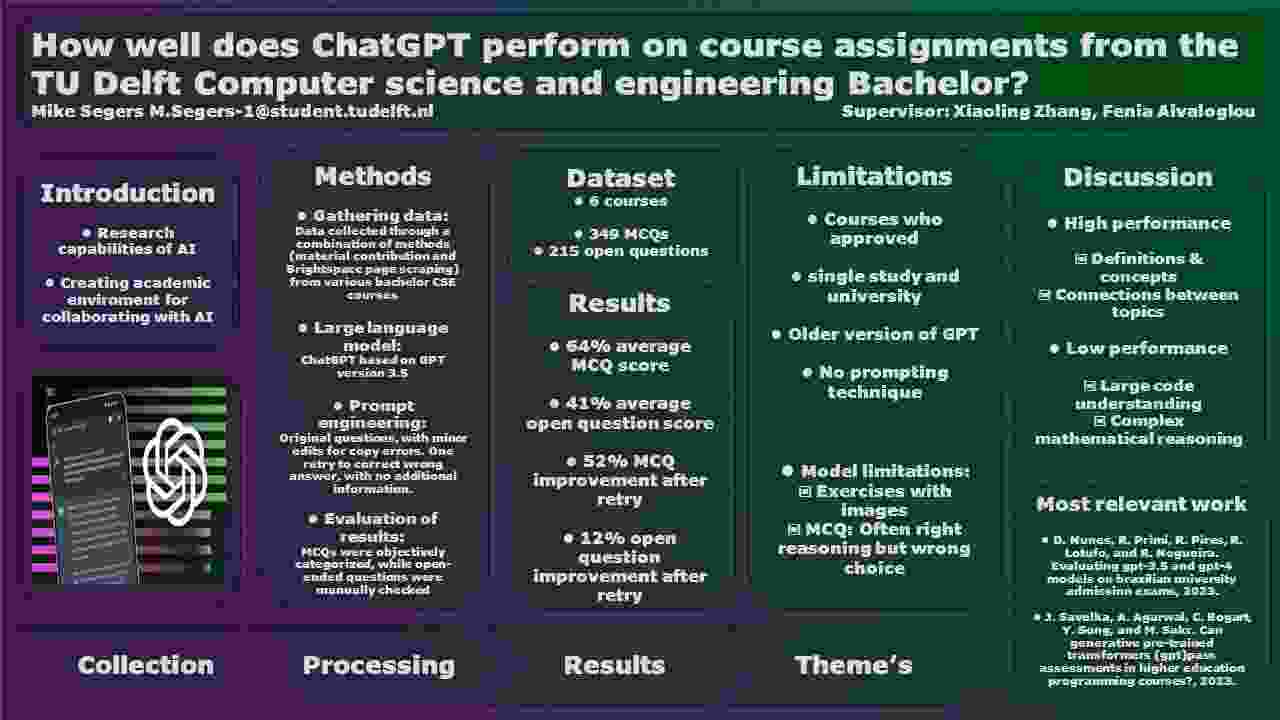 How well does ChatGPT perform on course assignments from the
TU Delft Computer science and engineering Bachelor?
Mike Segers M.Segers-1@student.tudelft.nl
Supervisor: Xiaoling Zhang, Fenia Aivaloglou
Introduction
• Research
capabilities of AI
• Creating academic
enviroment for
collaborating with AI
Methods
• Gathering data:
Data collected through a
combination of methods
(material contribution and
Brightspace page scraping)
from various bachelor CSE
courses
• Large language
model:
ChatGPT based on GPT
version 3.5
• Prompt
engineering:
Original questions, with minor
edits for copy errors. One
retry to correct wrong
answer, with no additional
information.
• Evaluation of
results:
MCQs were objectively
categorized, while open-
ended questions were
manually checked
Dataset
• 6 courses
• 349 MCQs
• 215 open questions
Results
• 64% average
MCQ score
• 41% average
open question score
• 52% MCQ
improvement after
retry
• 12% open
question
improvement after
retry
Limitations
• Courses who
approved
• single study and
university
• Older version of GPT
• No prompting
technique
• Model limitations:
▣ Exercises with
images
▣ MCQ: Often right
reasoning but wrong
choice
Discussion
• High performance
▣ Definitions &
concepts
▣ Connections between
topics
• Low performance
▣ Large code
understanding
▣ Complex
mathematical reasoning
Most relevant work
• D. Nunes, R. Primi, R. Pires, R.
Lotufo, and R. Nogueira.
Evaluating gpt-3.5 and gpt-4
models on brazilian university
admission exams, 2023.
• J. Savelka, A. Agarwal, C. Bogart,
Y. Song, and M. Sakr. Can
generative pre-trained
transformers (gpt)pass
assessments in higher education
programming courses?, 2023.
Collection
Processing
Results
Theme's